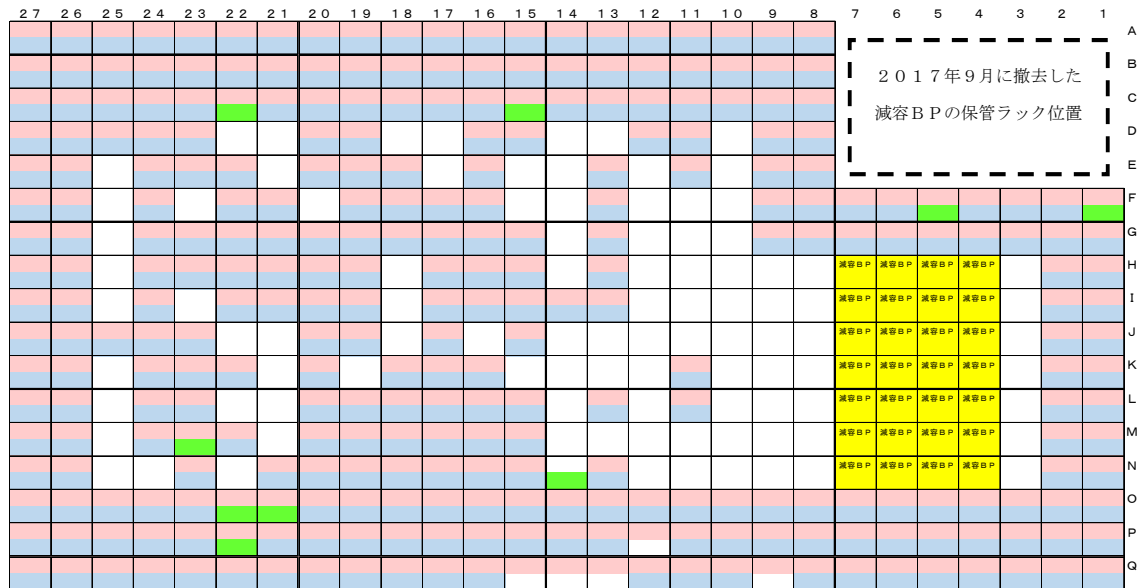 27 26 25 24 23 22 21 20 19 18 17 16 15 14 13 12 11 10 9 8 7 6 5 4 3 2 1
A
2017年9月に撤去した
B
減容BPの保管ラック位置
C
D
E
F
G
減容BP 減容BP 減容BP 減容BP H
減容BP 減容BP 減容BP 減容BP I
減容BP 減容BP 減容BP 減容BP J
減容BP 減容BP 減容BP 減容BP K
減容BP 減容BP 減容BP 減容BP L
減容BP 減容BP 減容BP 減容BP M
減容BP 減容BP 減容BP 減容BP N
O
P
Q